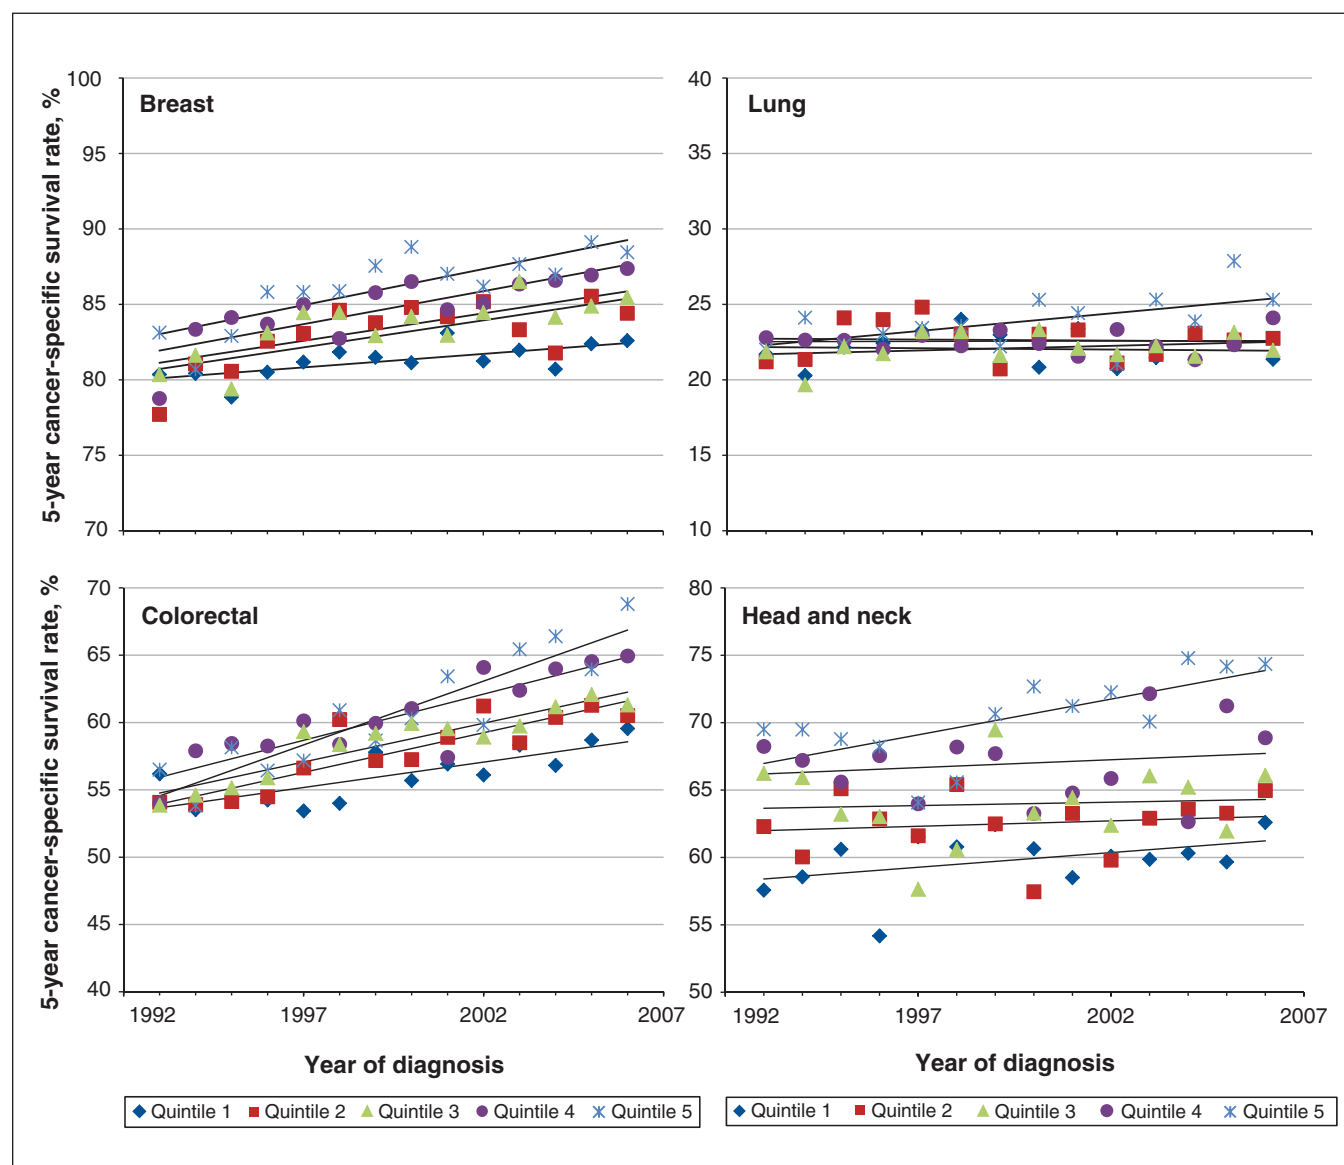 5-year cancer-specific survival rate, %
Breast
100
95
90
85
80
75
70
Lung
40
35
30
25
20
15
10
5-year cancer-specific survival rate, %
Colorectal
70
65
60
55
50
45
40
1992 1997 2002 2007
Year of diagnosis
Head and neck
80
75
70
65
60
55
50
1992 1997 2002 2007
Year of diagnosis
Quintile 1 Quintile 2 Quintile 3 Quintile 4 Quintile 5
Quintile 1 Quintile 2 Quintile 3 Quintile 4 Quintile 5